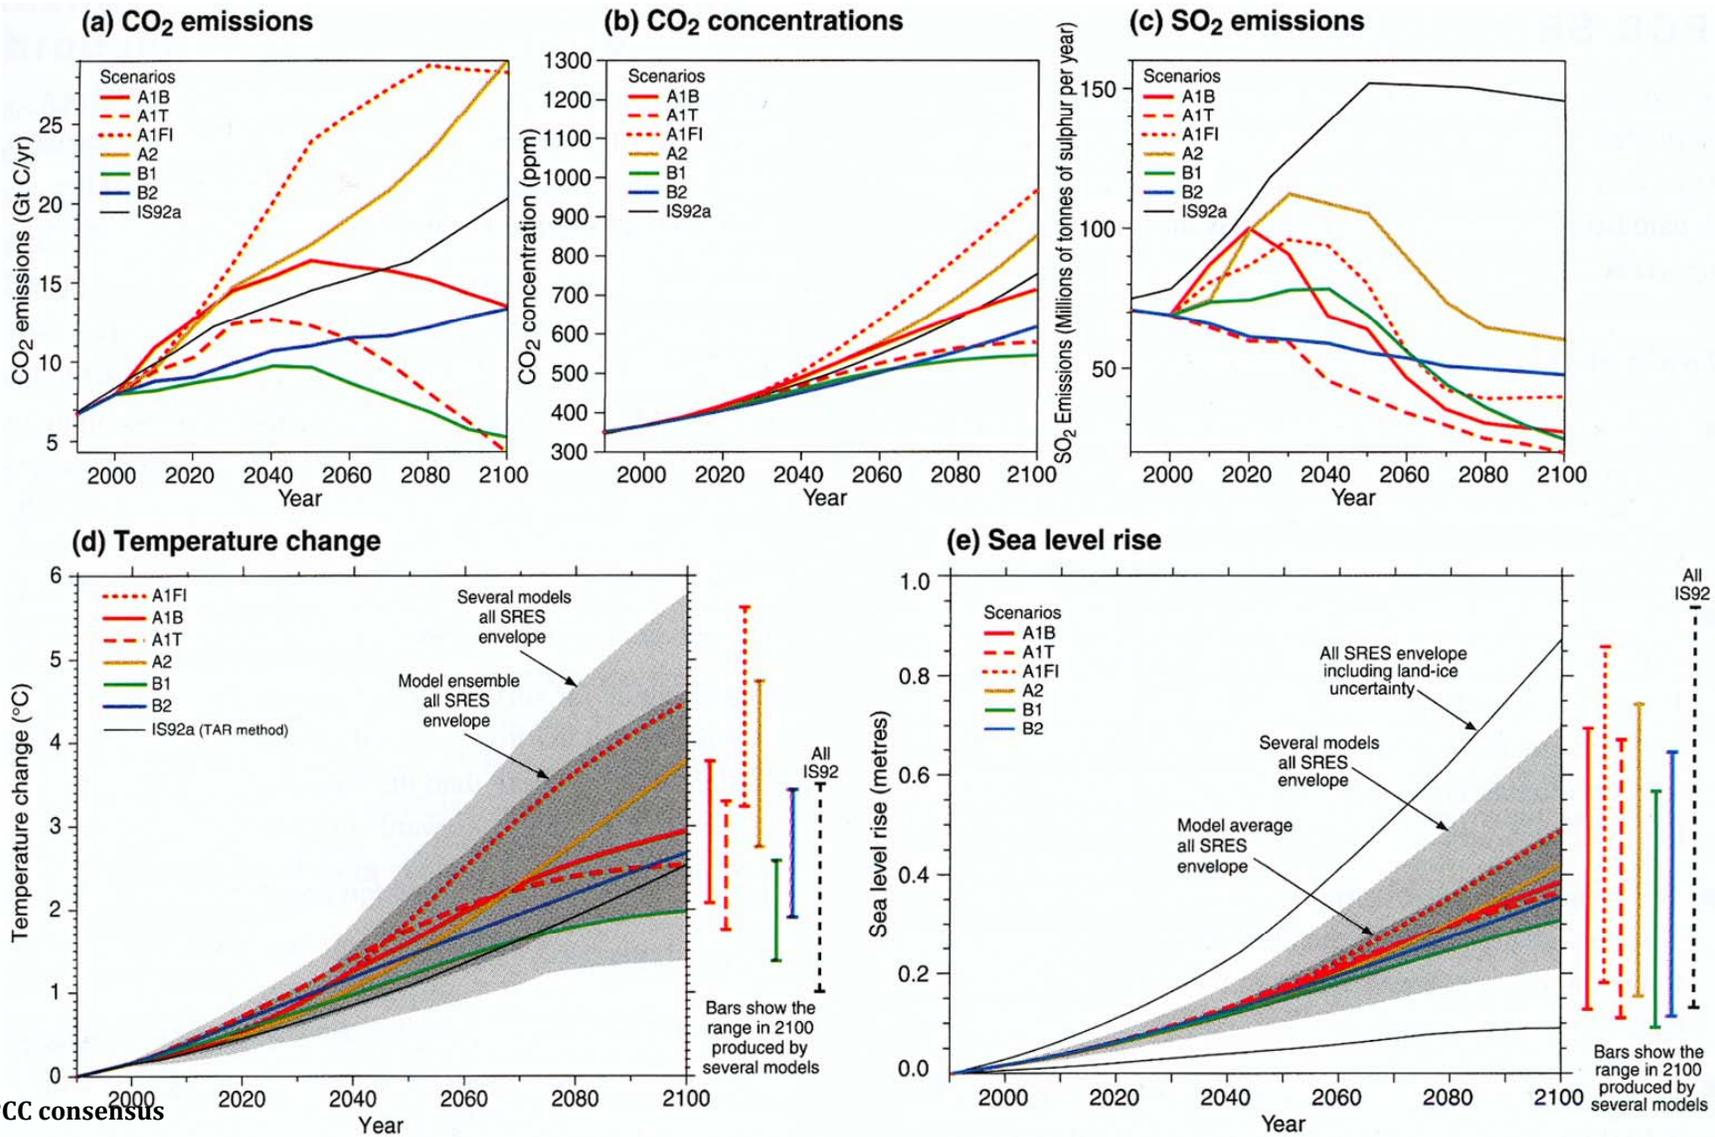 (a) CO2 emissions
CO2 emissions (Gt C/yr)
25
20
15
10
5
Scenarios
A1B
A1T
A1FI
A2
B1
B2
IS92a
2000 2020 2040 2060 2080 2100
Year
(b) CO2 concentrations
CO2 concentration (ppm)
1300
1200
1100
1000
900
800
700
600
500
400
300
Scenarios
A1B
A1T
A1FI
A2
B1
B2
IS92a
2000 2020 2040 2060 2080 2100
Year
(c) SO2 emissions
SO2 Emissions (Millions of tonnes of sulphur per year)
150
100
50
Scenarios
A1B
A1T
A1FI
A2
B1
B2
IS92a
2000 2020 2040 2060 2080 2100
Year
(d) Temperature change
Temperature change (°C)
6
5
4
3
2
1
0
A1FI
A1B
A1T
A2
B1
B2
IS92a (TAR method)
Several models
all SRES
envelope
Model ensemble
all SRES
envelope
All
IS92
Bars show the
range in 2100
produced by
several models
2000 2020 2040 2060 2080 2100
Year
(e) Sea level rise
Sea level rise (metres)
1.0
0.8
0.6
0.4
0.2
0.0
Scenarios
A1B
A1T
A1FI
A2
B1
B2
All SRES envelope
including land-ice
uncertainty
Several models
all SRES
envelope
Model average
all SRES
envelope
All
IS92
Bars show the
range in 2100
produced by
several models
2000 2020 2040 2060 2080 2100
Year
PCC consensus